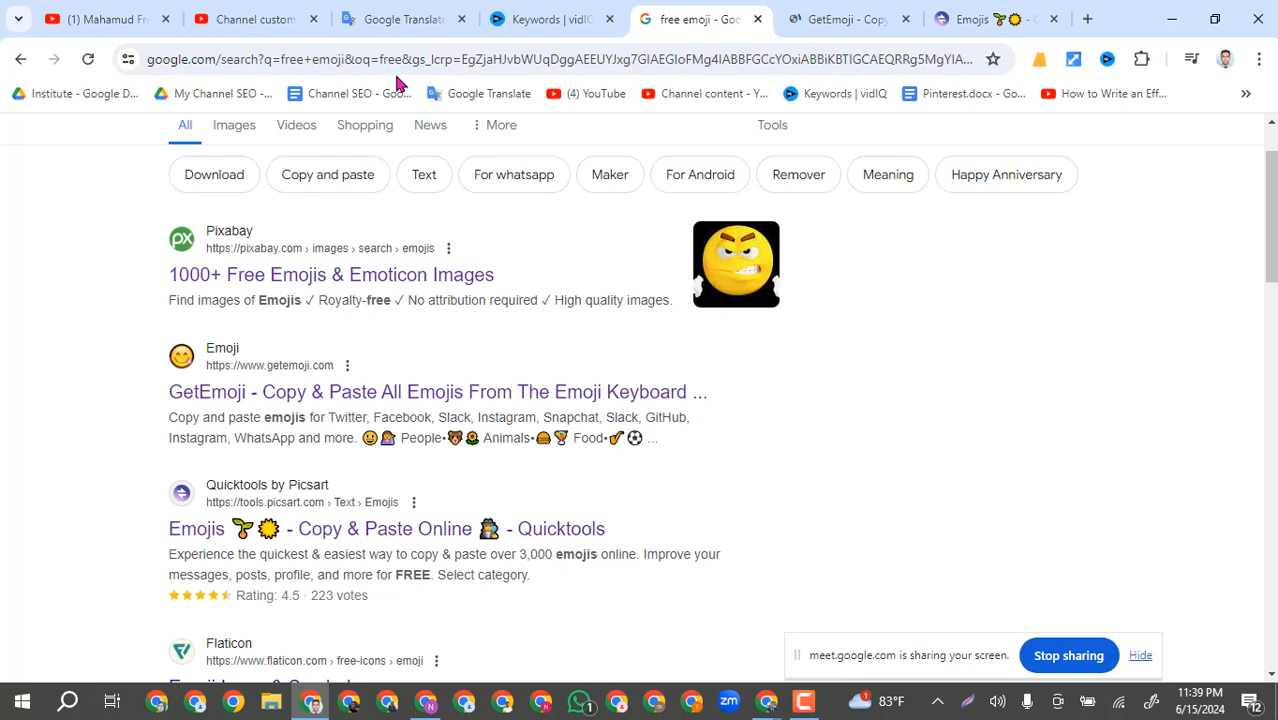 (1) Mahamud Fre
Channel custom
Google Translate
Keywords | vidIQ
free emoji - Goo
GetEmoji - Copy
Emojis 🌱🌞 - C
google.com/search?q=free+emoji&oq=free&gs_lcrp=EgZjaHJvbWUqDggAEEUYJxg7GIAEGIoFMg4IABBFGCcYOxiABBiKBTIGCAEQRRg5MgYIA...
Institute - Google D...
My Channel SEO -...
Channel SEO - Goo...
Google Translate
(4) YouTube
Channel content - Y...
Keywords | vidIQ
Pinterest.docx - Go...
How to Write an Eff...
»
All
Images
Videos
Shopping
News
More
Tools
Download
Copy and paste
Text
For whatsapp
Maker
For Android
Remover
Meaning
Happy Anniversary
Pixabay
https://pixabay.com › images › search › emojis
1000+ Free Emojis & Emoticon Images
Find images of Emojis ✓ Royalty-free ✓ No attribution required ✓ High quality images.
Emoji
https://www.getemoji.com
GetEmoji - Copy & Paste All Emojis From The Emoji Keyboard ...
Copy and paste emojis for Twitter, Facebook, Slack, Instagram, Snapchat, Slack, GitHub,
Instagram, WhatsApp and more. 😃💁 People•🐻🌻 Animals•🍔🍹 Food•🎷⚽ ...
Quicktools by Picsart
https://tools.picsart.com › Text › Emojis
Emojis 🌱🌞 - Copy & Paste Online 🕵 - Quicktools
Experience the quickest & easiest way to copy & paste over 3,000 emojis online. Improve your
messages, posts, profile, and more for FREE. Select category.
Rating: 4.5 · 223 votes
Flaticon
https://www.flaticon.com › free-icons › emoji
meet.google.com is sharing your screen.
Stop sharing
Hide
83°F
11:39 PM
6/15/2024